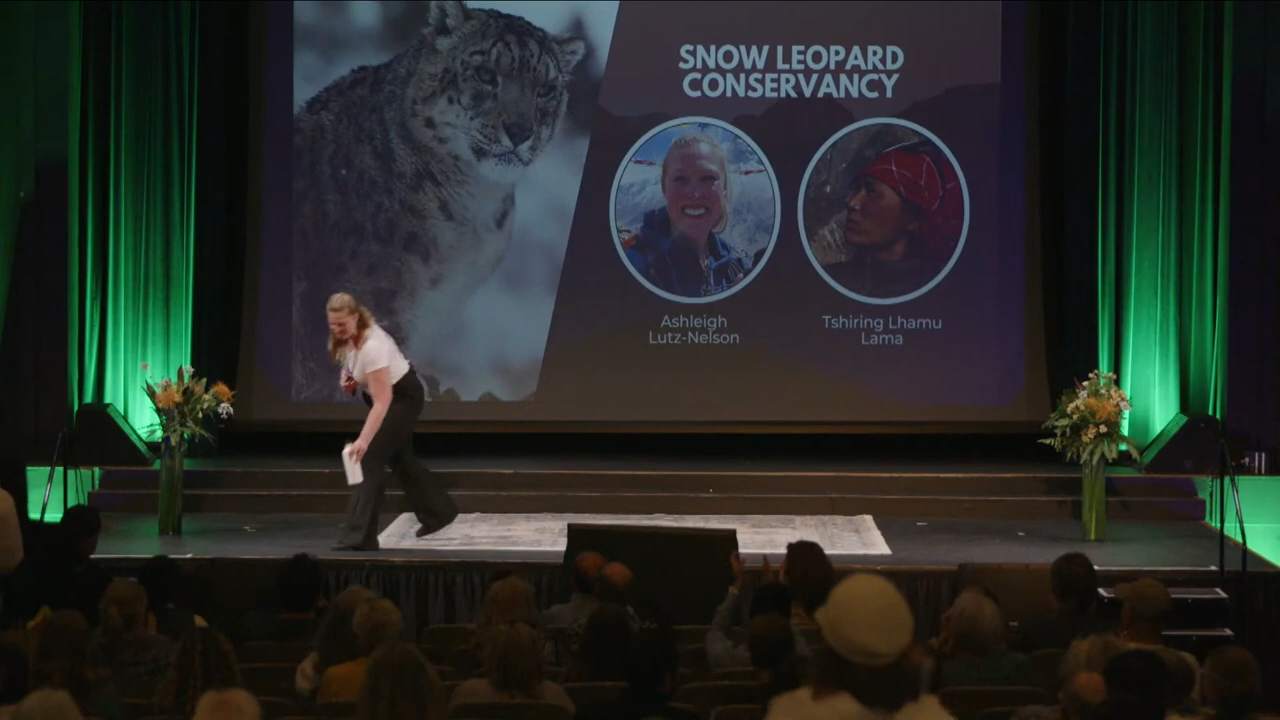 SNOW LEOPARD
CONSERVANCY
Ashleigh
Lutz-Nelson
Tshiring Lhamu
Lama